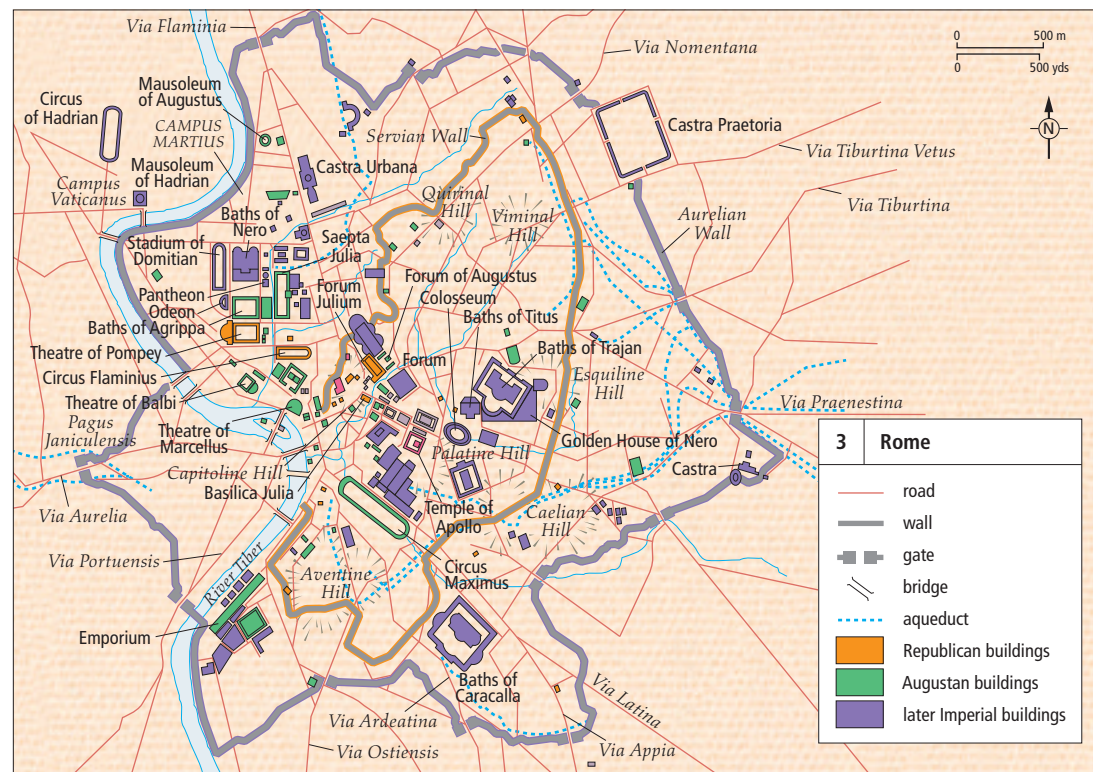 Via Flaminia
Via Nomentana
0 500 m
0 500 yds
N
Mausoleum
of Augustus
Circus
of Hadrian
CAMPUS
MARTIUS
Servian Wall
Castra Praetoria
Via Tiburtina Vetus
Mausoleum
of Hadrian
Castra Urbana
Campus
Vaticanus
Quirinal
Hill
Viminal
Hill
Via Tiburtina
Aurelian
Wall
Baths
of Nero
Stadium of
Domitian
Saepta
Julia
Forum of Augustus
Forum
Julium
Colosseum
Baths of Titus
Pantheon
Odeon
Baths of Agrippa
Theatre of Pompey
Forum
Baths of Trajan
Circus Flaminius
Esquiline
Hill
Theatre of Balbi
Via Praenestina
Pagus
Janiculensis
Theatre of
Marcellus
Golden House of Nero
Palatine Hill
Capitoline Hill
Castra
Basilica Julia
Temple of
Apollo
Caelian
Hill
Via Aurelia
Via Portuensis
River Tiber
Aventine
Hill
Circus
Maximus
Emporium
Baths of
Caracalla
Via Ardeatina
Via Latina
Via Ostiensis
Via Appia
3 Rome
road
wall
gate
bridge
aqueduct
Republican buildings
Augustan buildings
later Imperial buildings